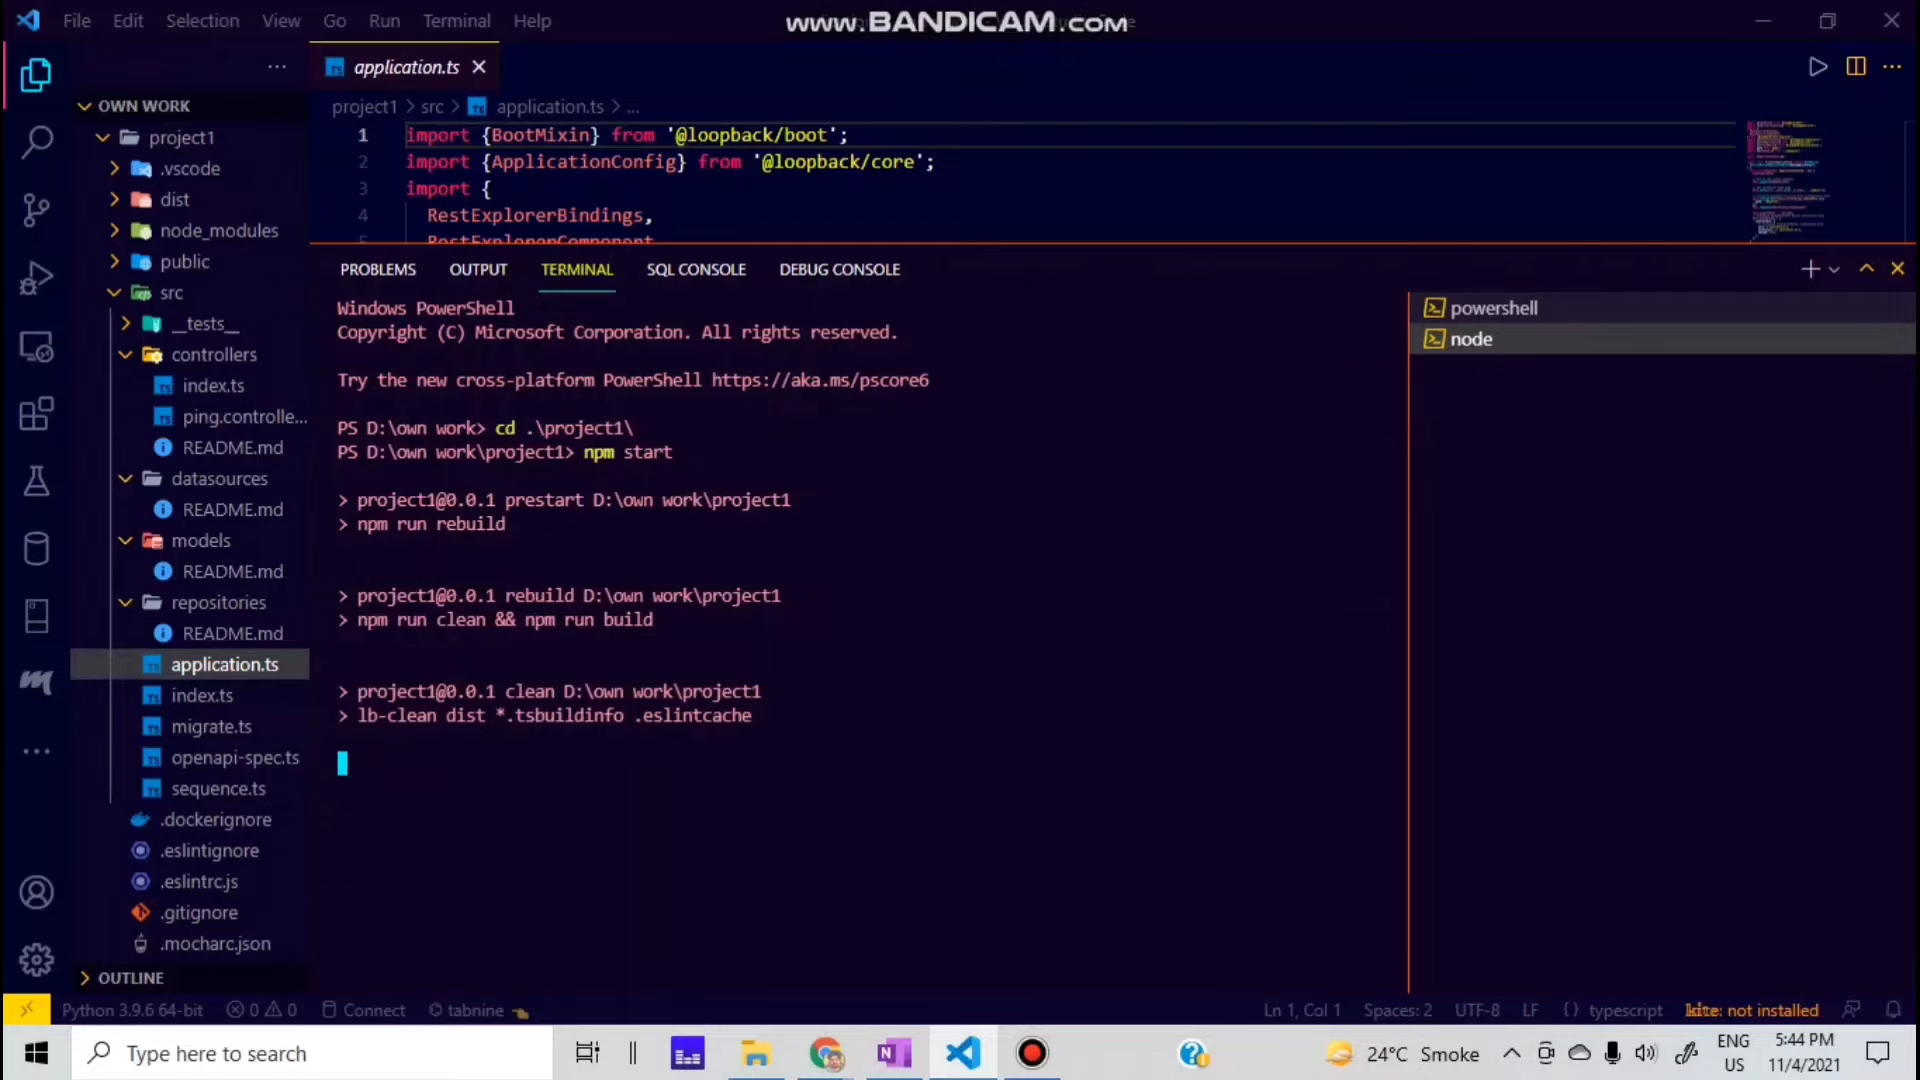 File Edit Selection View Go Run Terminal Help
www.BANDICAM.com
application.ts
OWN WORK
project1 > src > application.ts > ...
project1
.vscode
dist
node_modules
public
src
__tests__
controllers
index.ts
ping.controlle...
README.md
datasources
README.md
models
README.md
repositories
README.md
application.ts
index.ts
migrate.ts
openapi-spec.ts
sequence.ts
.dockerignore
.eslintignore
.eslintrc.js
.gitignore
.mocharc.json
OUTLINE
1 import {BootMixin} from '@loopback/boot';
2 import {ApplicationConfig} from '@loopback/core';
3 import {
4 RestExplorerBindings,
5 RestExplorerComponent
PROBLEMS OUTPUT TERMINAL SQL CONSOLE DEBUG CONSOLE
Windows PowerShell
Copyright (C) Microsoft Corporation. All rights reserved.
Try the new cross-platform PowerShell https://aka.ms/pscore6
PS D:\own work> cd .\project1\
PS D:\own work\project1> npm start
> project1@0.0.1 prestart D:\own work\project1
> npm run rebuild
> project1@0.0.1 rebuild D:\own work\project1
> npm run clean && npm run build
> project1@0.0.1 clean D:\own work\project1
> lb-clean dist *.tsbuildinfo .eslintcache
powershell
node
Python 3.9.6 64-bit 0 0 Connect tabnine
Ln 1, Col 1 Spaces: 2 UTF-8 LF {} typescript kite: not installed
Type here to search
24°C Smoke
ENG
US
5:44 PM
11/4/2021